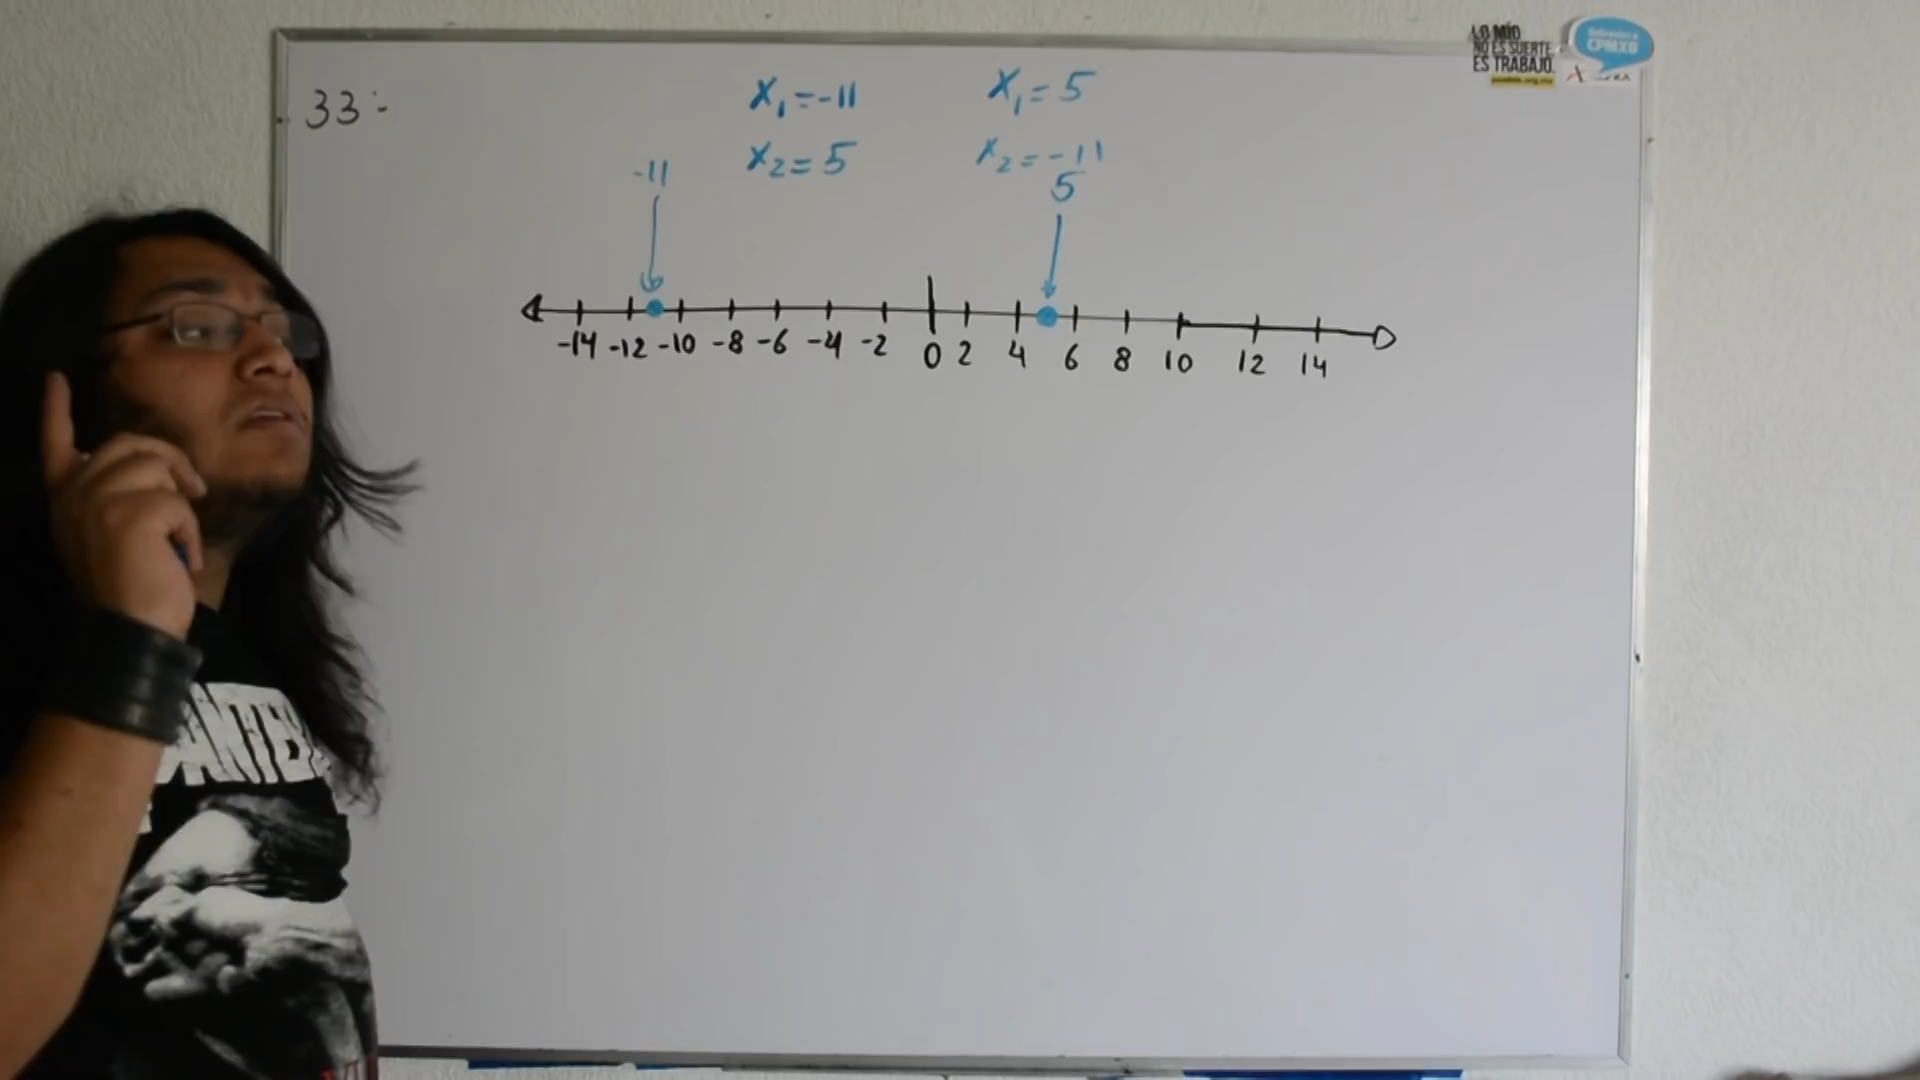 33:-
x₁=-11
x₂=5
x₁=5
x₂=-11
-11
5
-14 -12 -10 -8 -6 -4 -2 0 2 4 6 8 10 12 14
LO MÍO
NO ES SUERTE
ES TRABAJO.
CPMX6